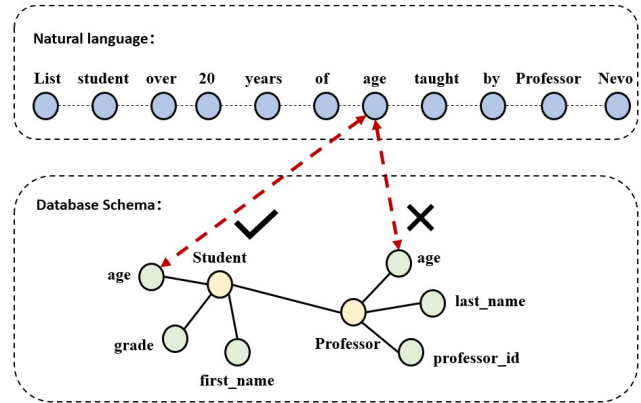 Natural language:
List student over 20 years of age taught by Professor Nevo
Database Schema:
Student
age
age
last_name
grade
Professor
professor_id
first_name